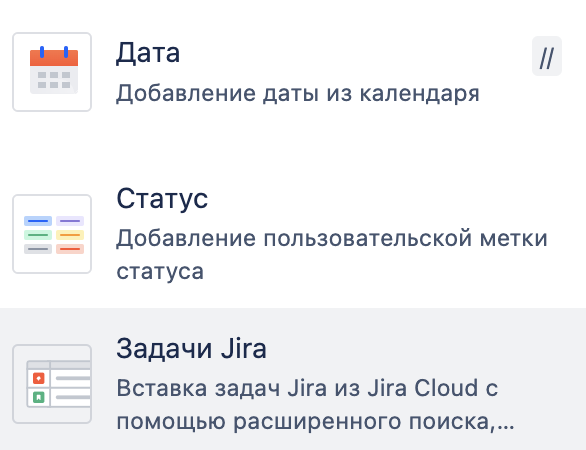 Дата
//
Добавление даты из календаря
Статус
Добавление пользовательской метки
статуса
Задачи Jira
Вставка задач Jira из Jira Cloud с
помощью расширенного поиска,...